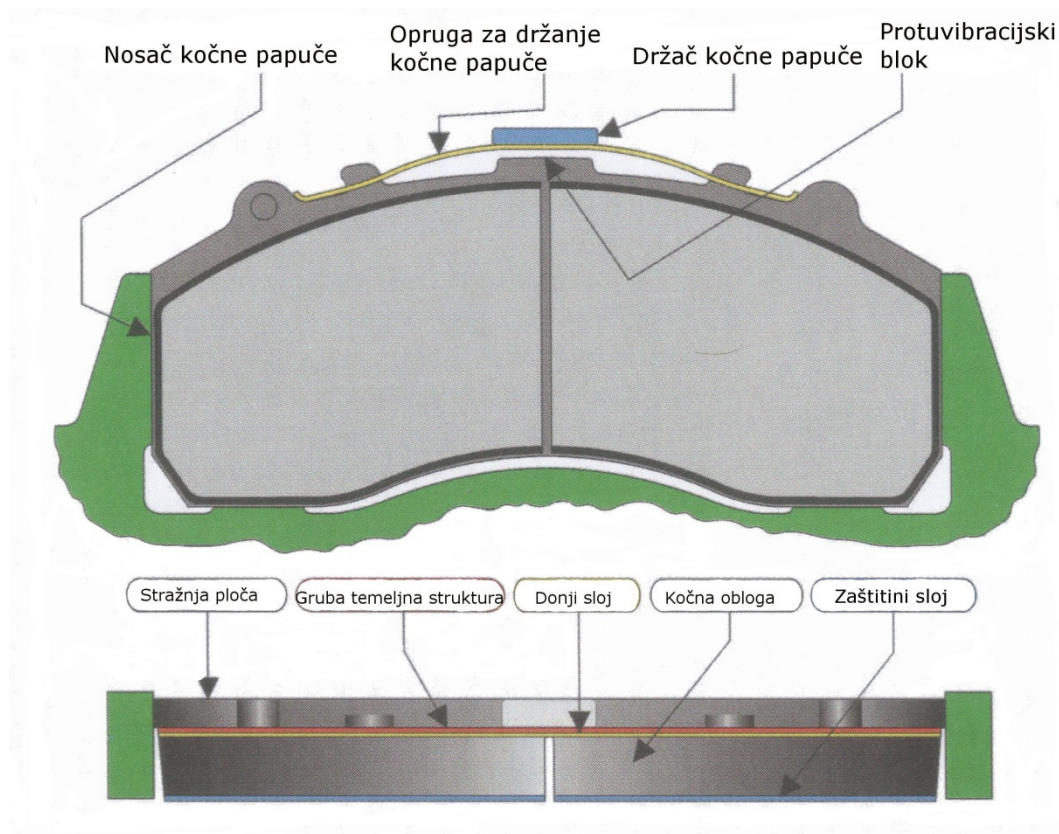 Nosač kočne papuče
Opruga za držanje
kočne papuče
Držač kočne papuče
Protuvibracijski
blok
Stražnja ploča
Gruba temeljna struktura
Donji sloj
Kočna obloga
Zaštitini sloj